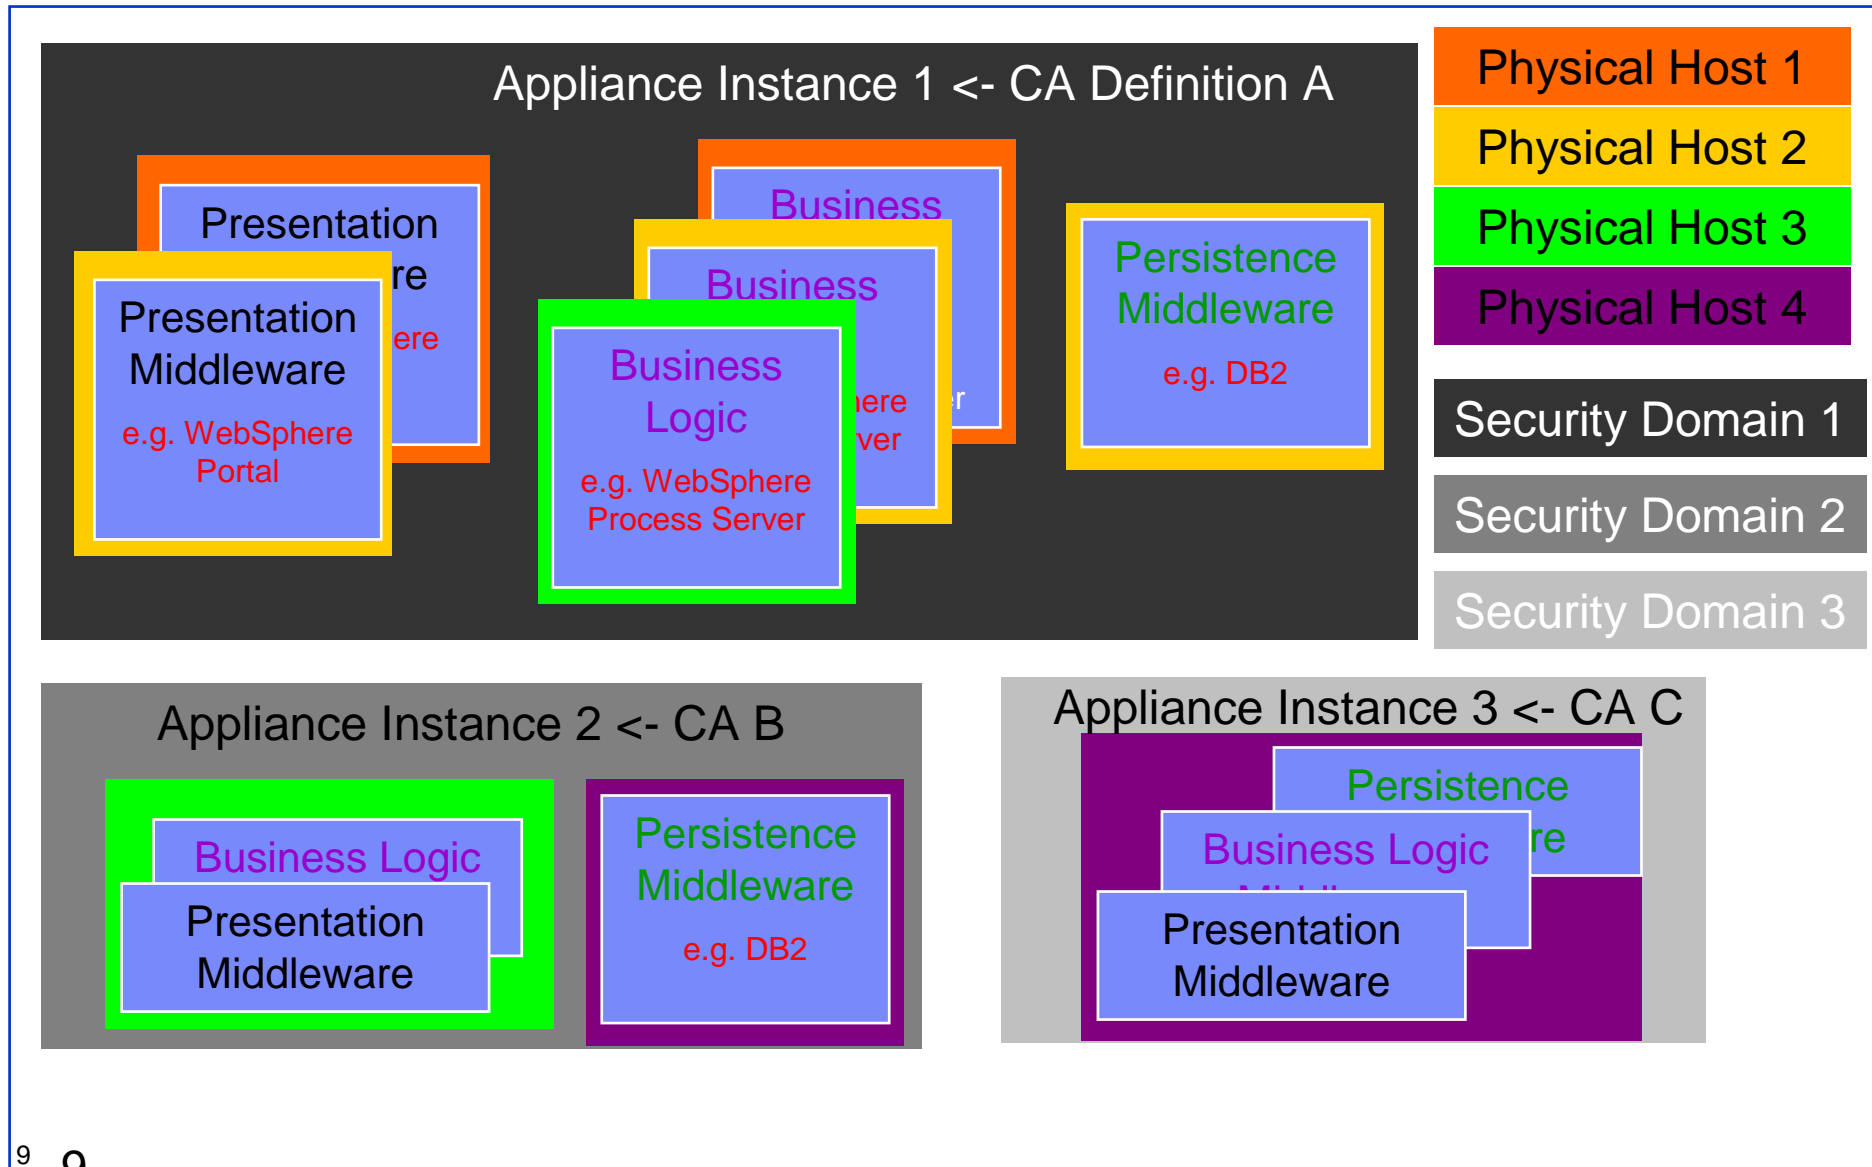 Appliance Instance 1 <- CA Definition A
Presentation
re
ere
Presentation
Middleware
e.g. WebSphere
Portal
Business
er
Business
here
ver
Business
Logic
e.g. WebSphere
Process Server
Persistence
Middleware
e.g. DB2
Physical Host 1
Physical Host 2
Physical Host 3
Physical Host 4
Security Domain 1
Security Domain 2
Security Domain 3
Appliance Instance 2 <- CA B
Business Logic
Presentation
Middleware
Persistence
Middleware
e.g. DB2
Appliance Instance 3 <- CA C
Persistence
re
Business Logic
Presentation
Middleware
9
9